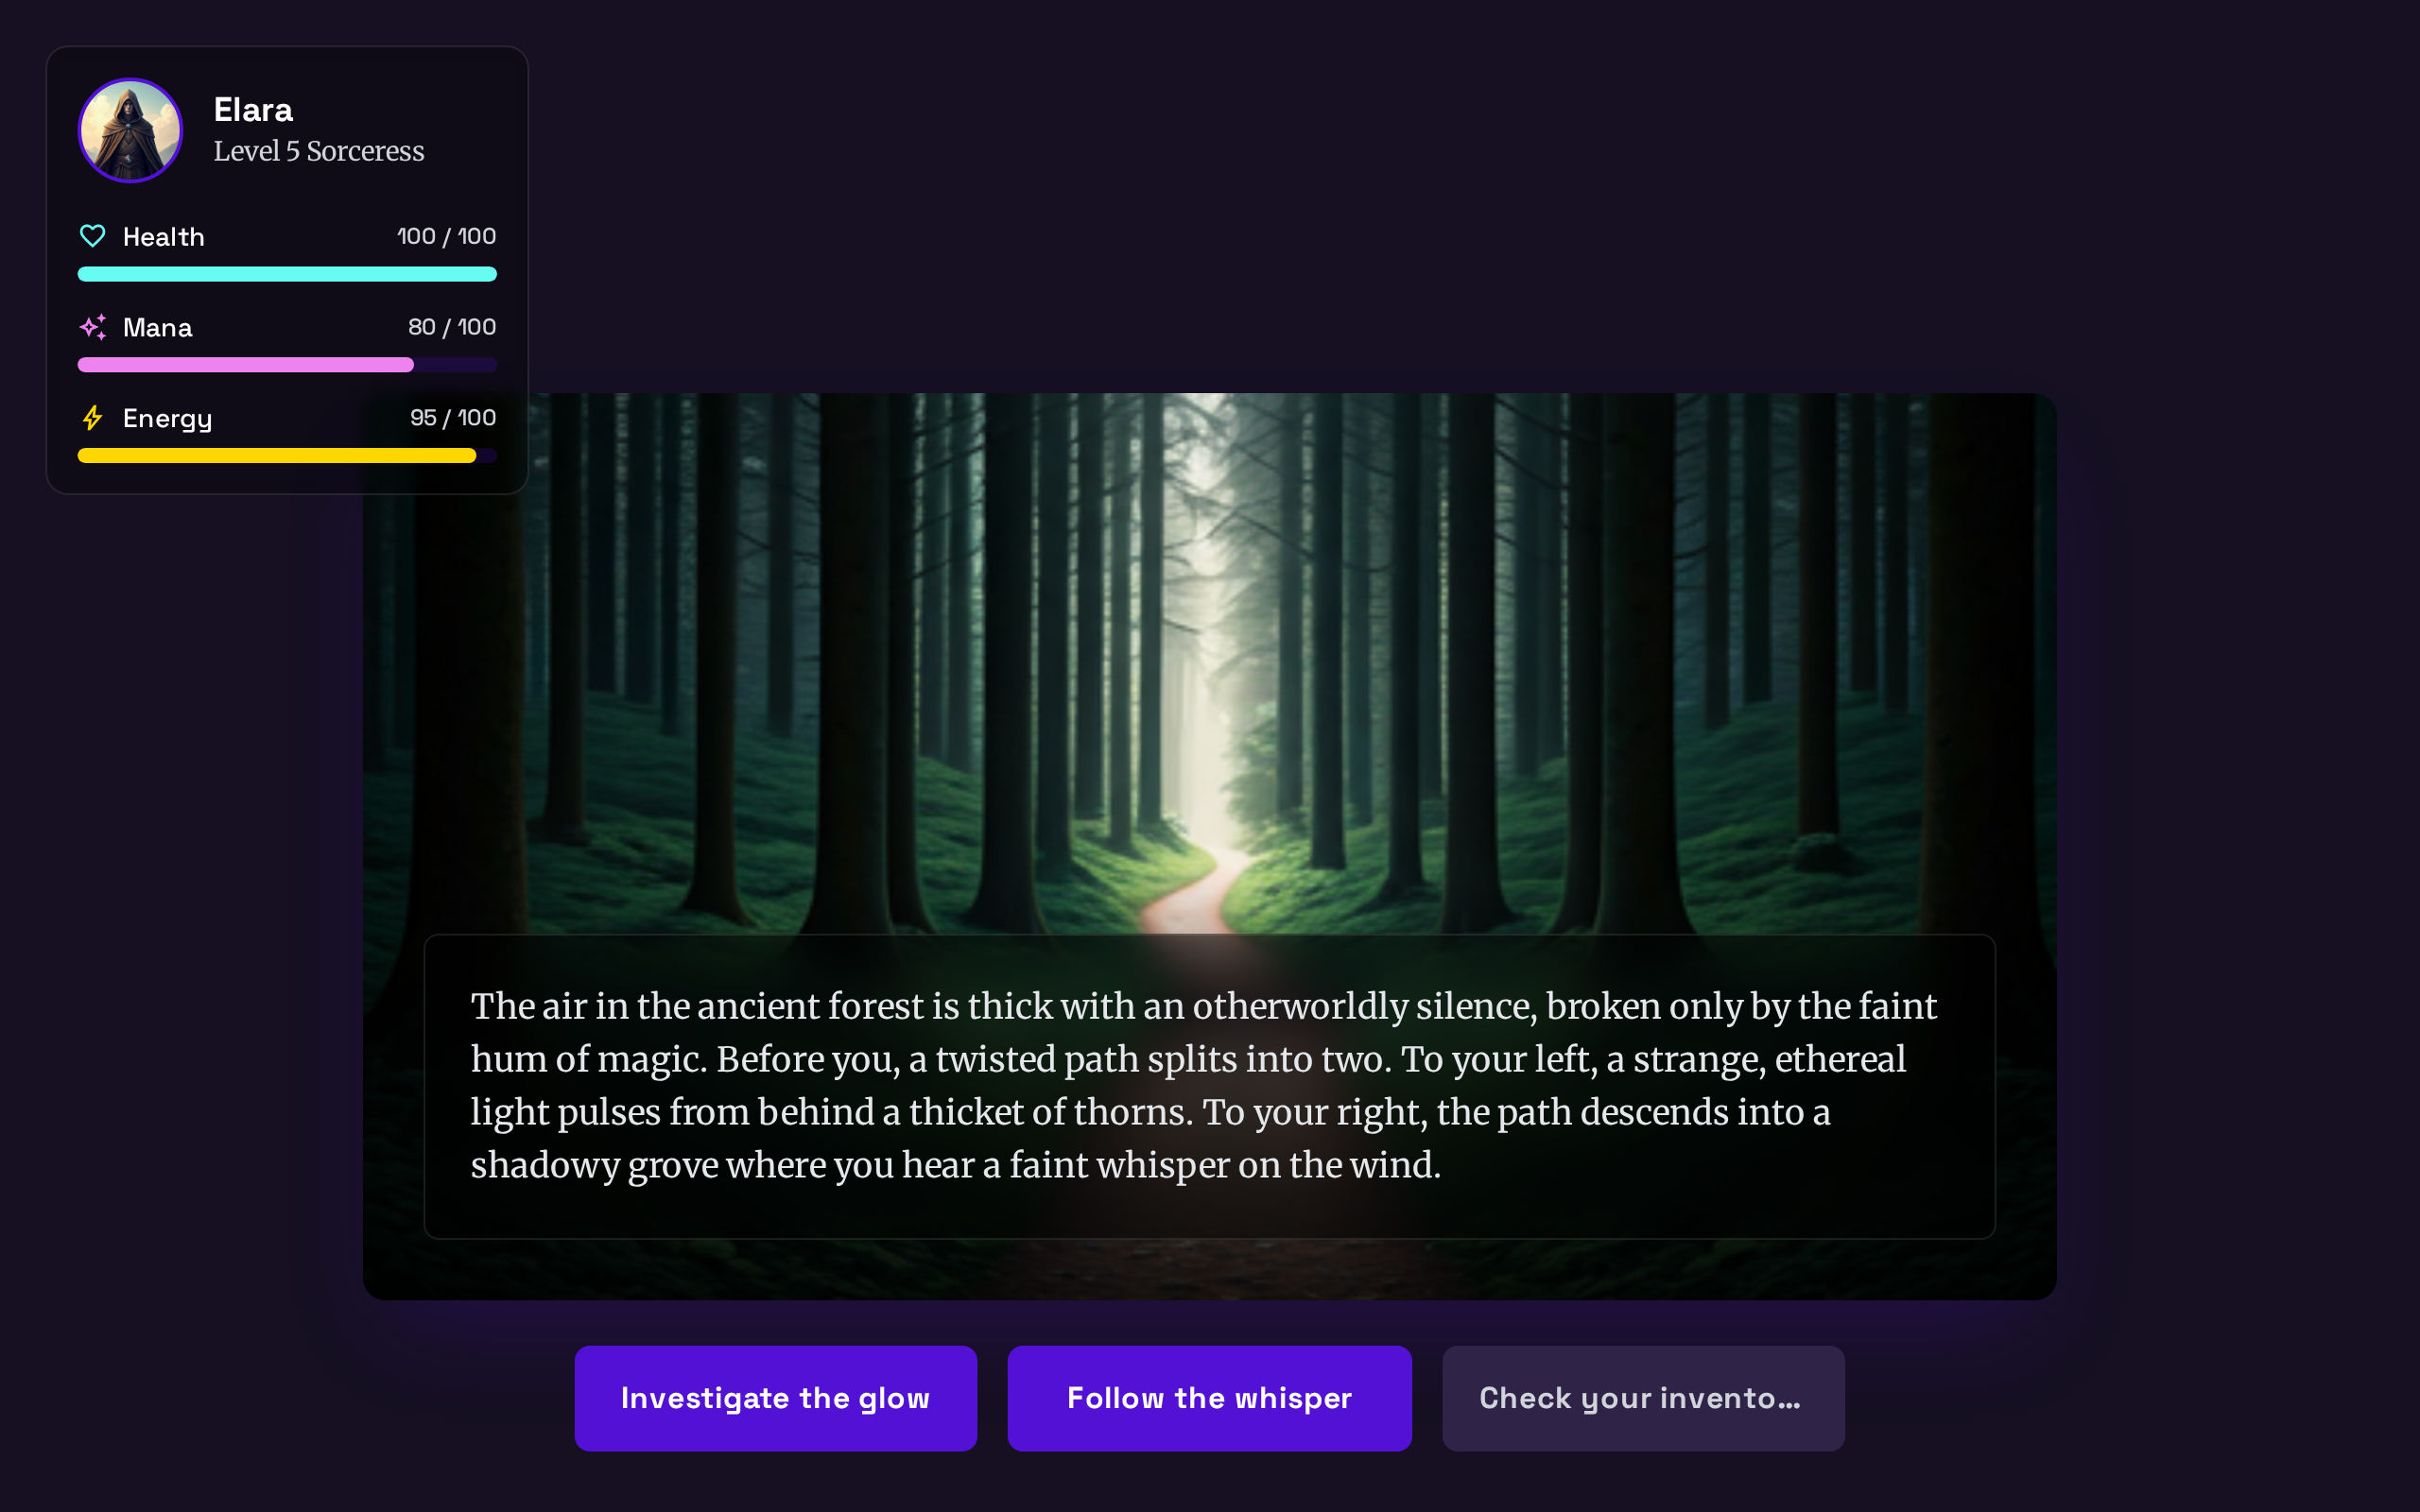 Elara
Level 5 Sorceress
Health 100 / 100
Mana 80 / 100
Energy 95 / 100
The air in the ancient forest is thick with an otherworldly silence, broken only by the faint
hum of magic. Before you, a twisted path splits into two. To your left, a strange, ethereal
light pulses from behind a thicket of thorns. To your right, the path descends into a
shadowy grove where you hear a faint whisper on the wind.
Investigate the glow
Follow the whisper
Check your invento...